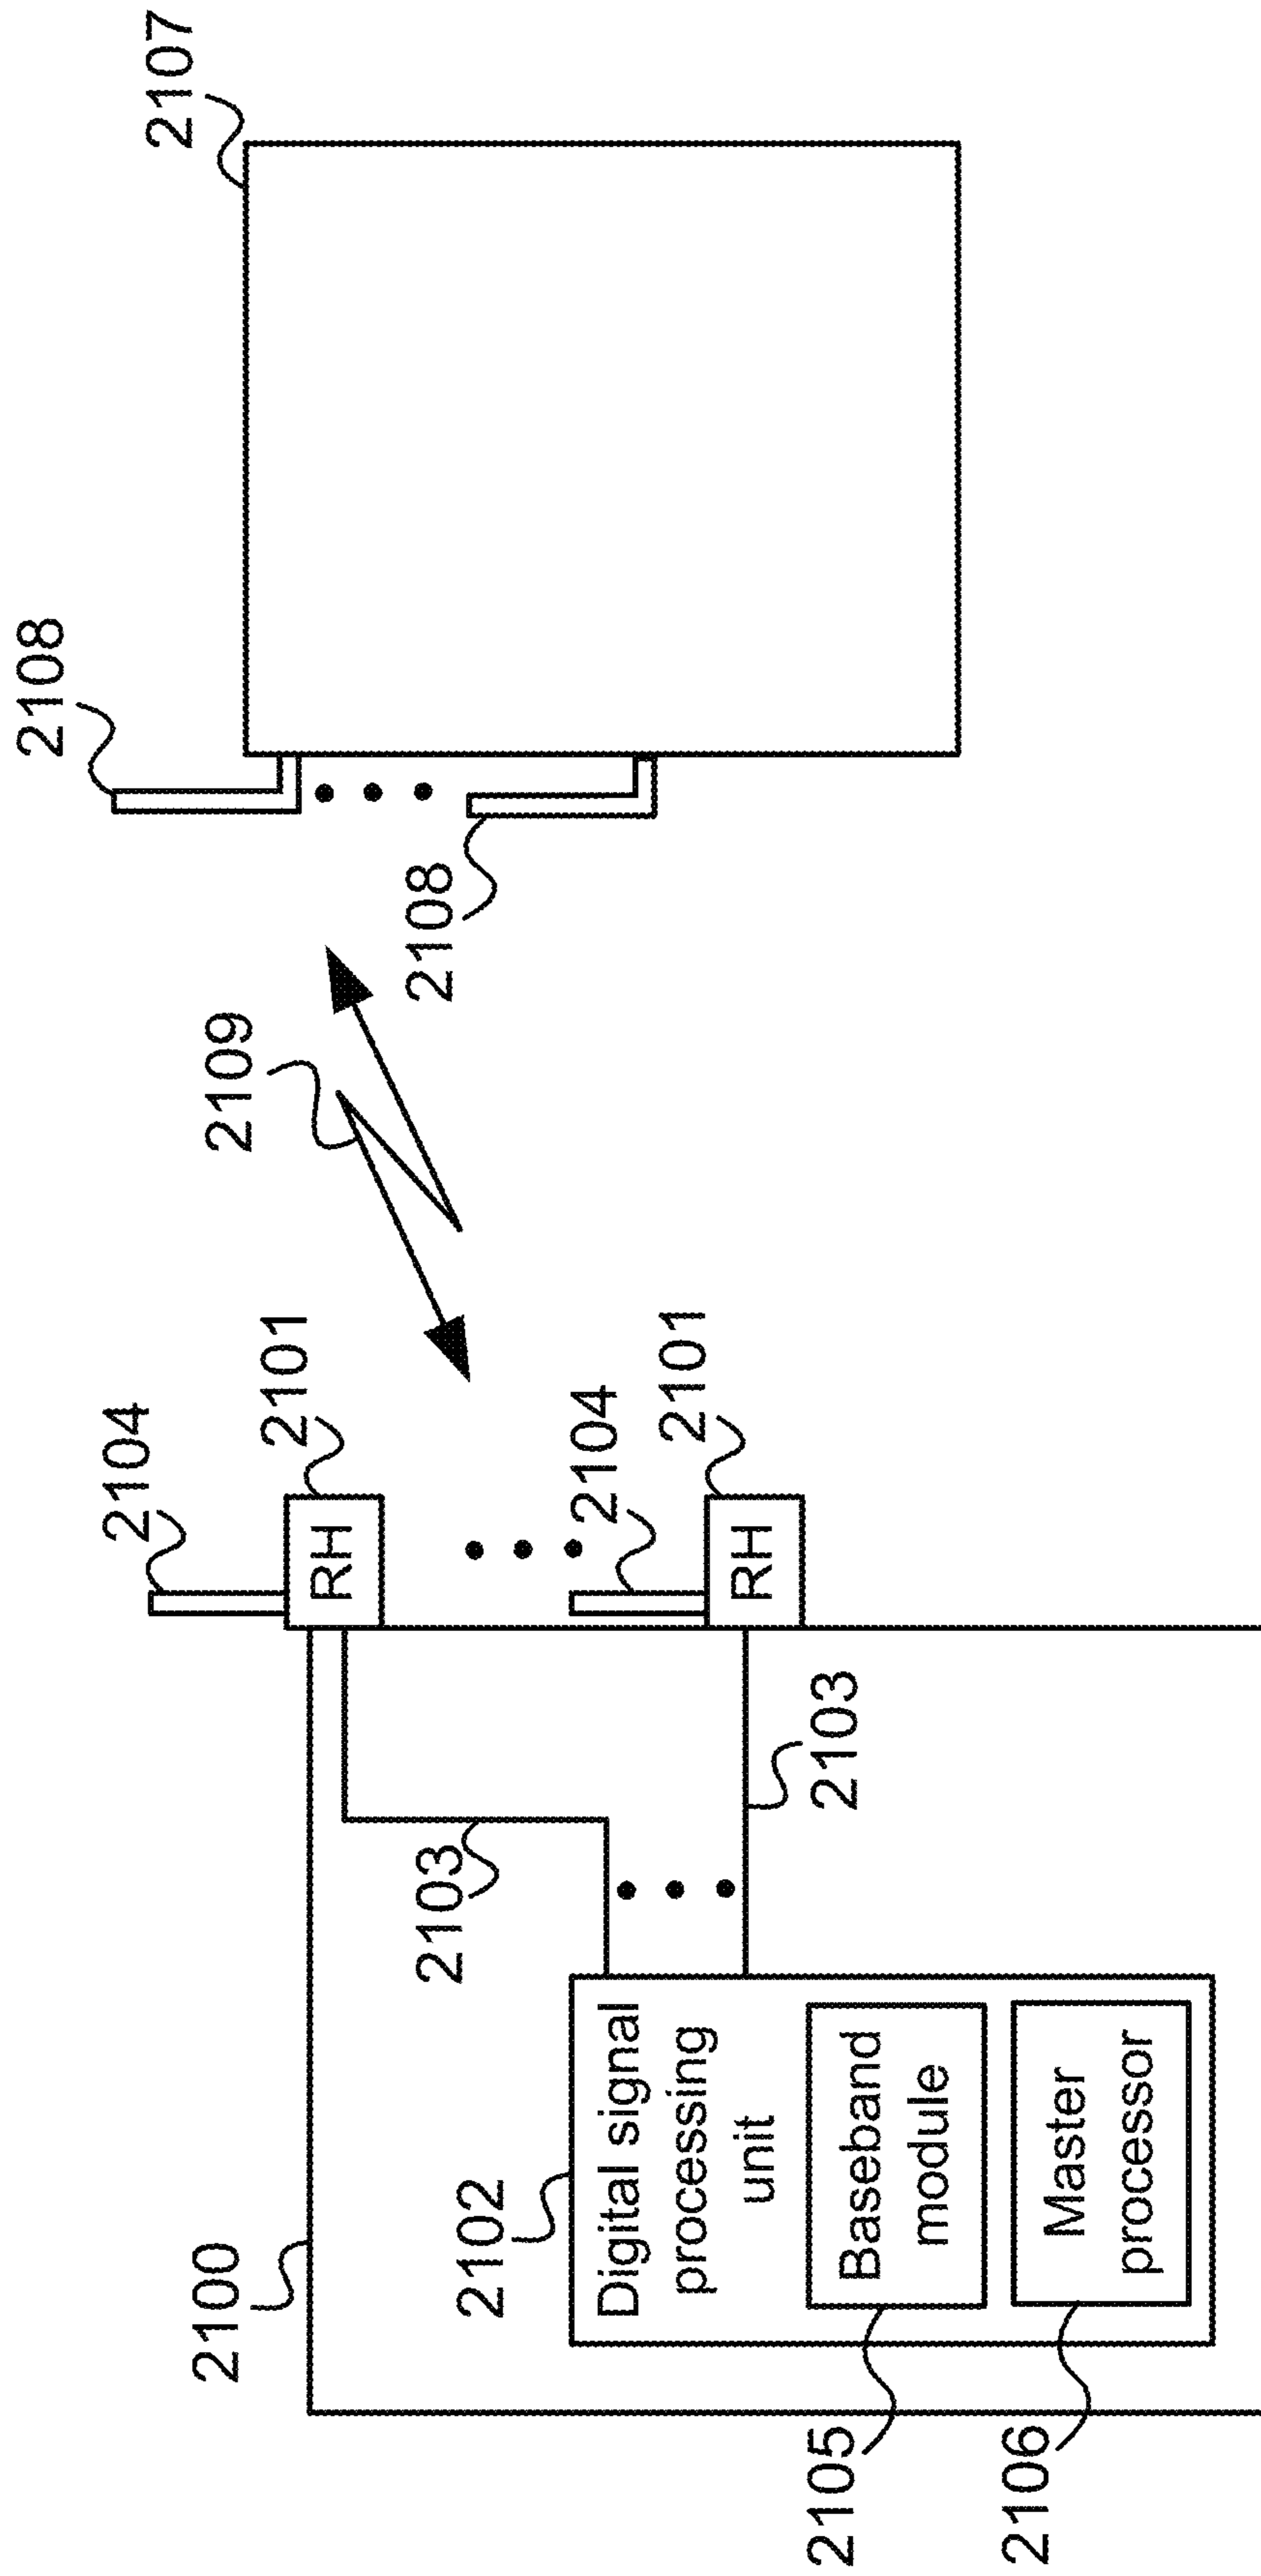 2108
2107
2109
2108
2104
2101
2104
2101
RH
RH
2100
2103
2103
2102
Digital signal
processing
unit
Baseband
module
Master
processor
2105
2106